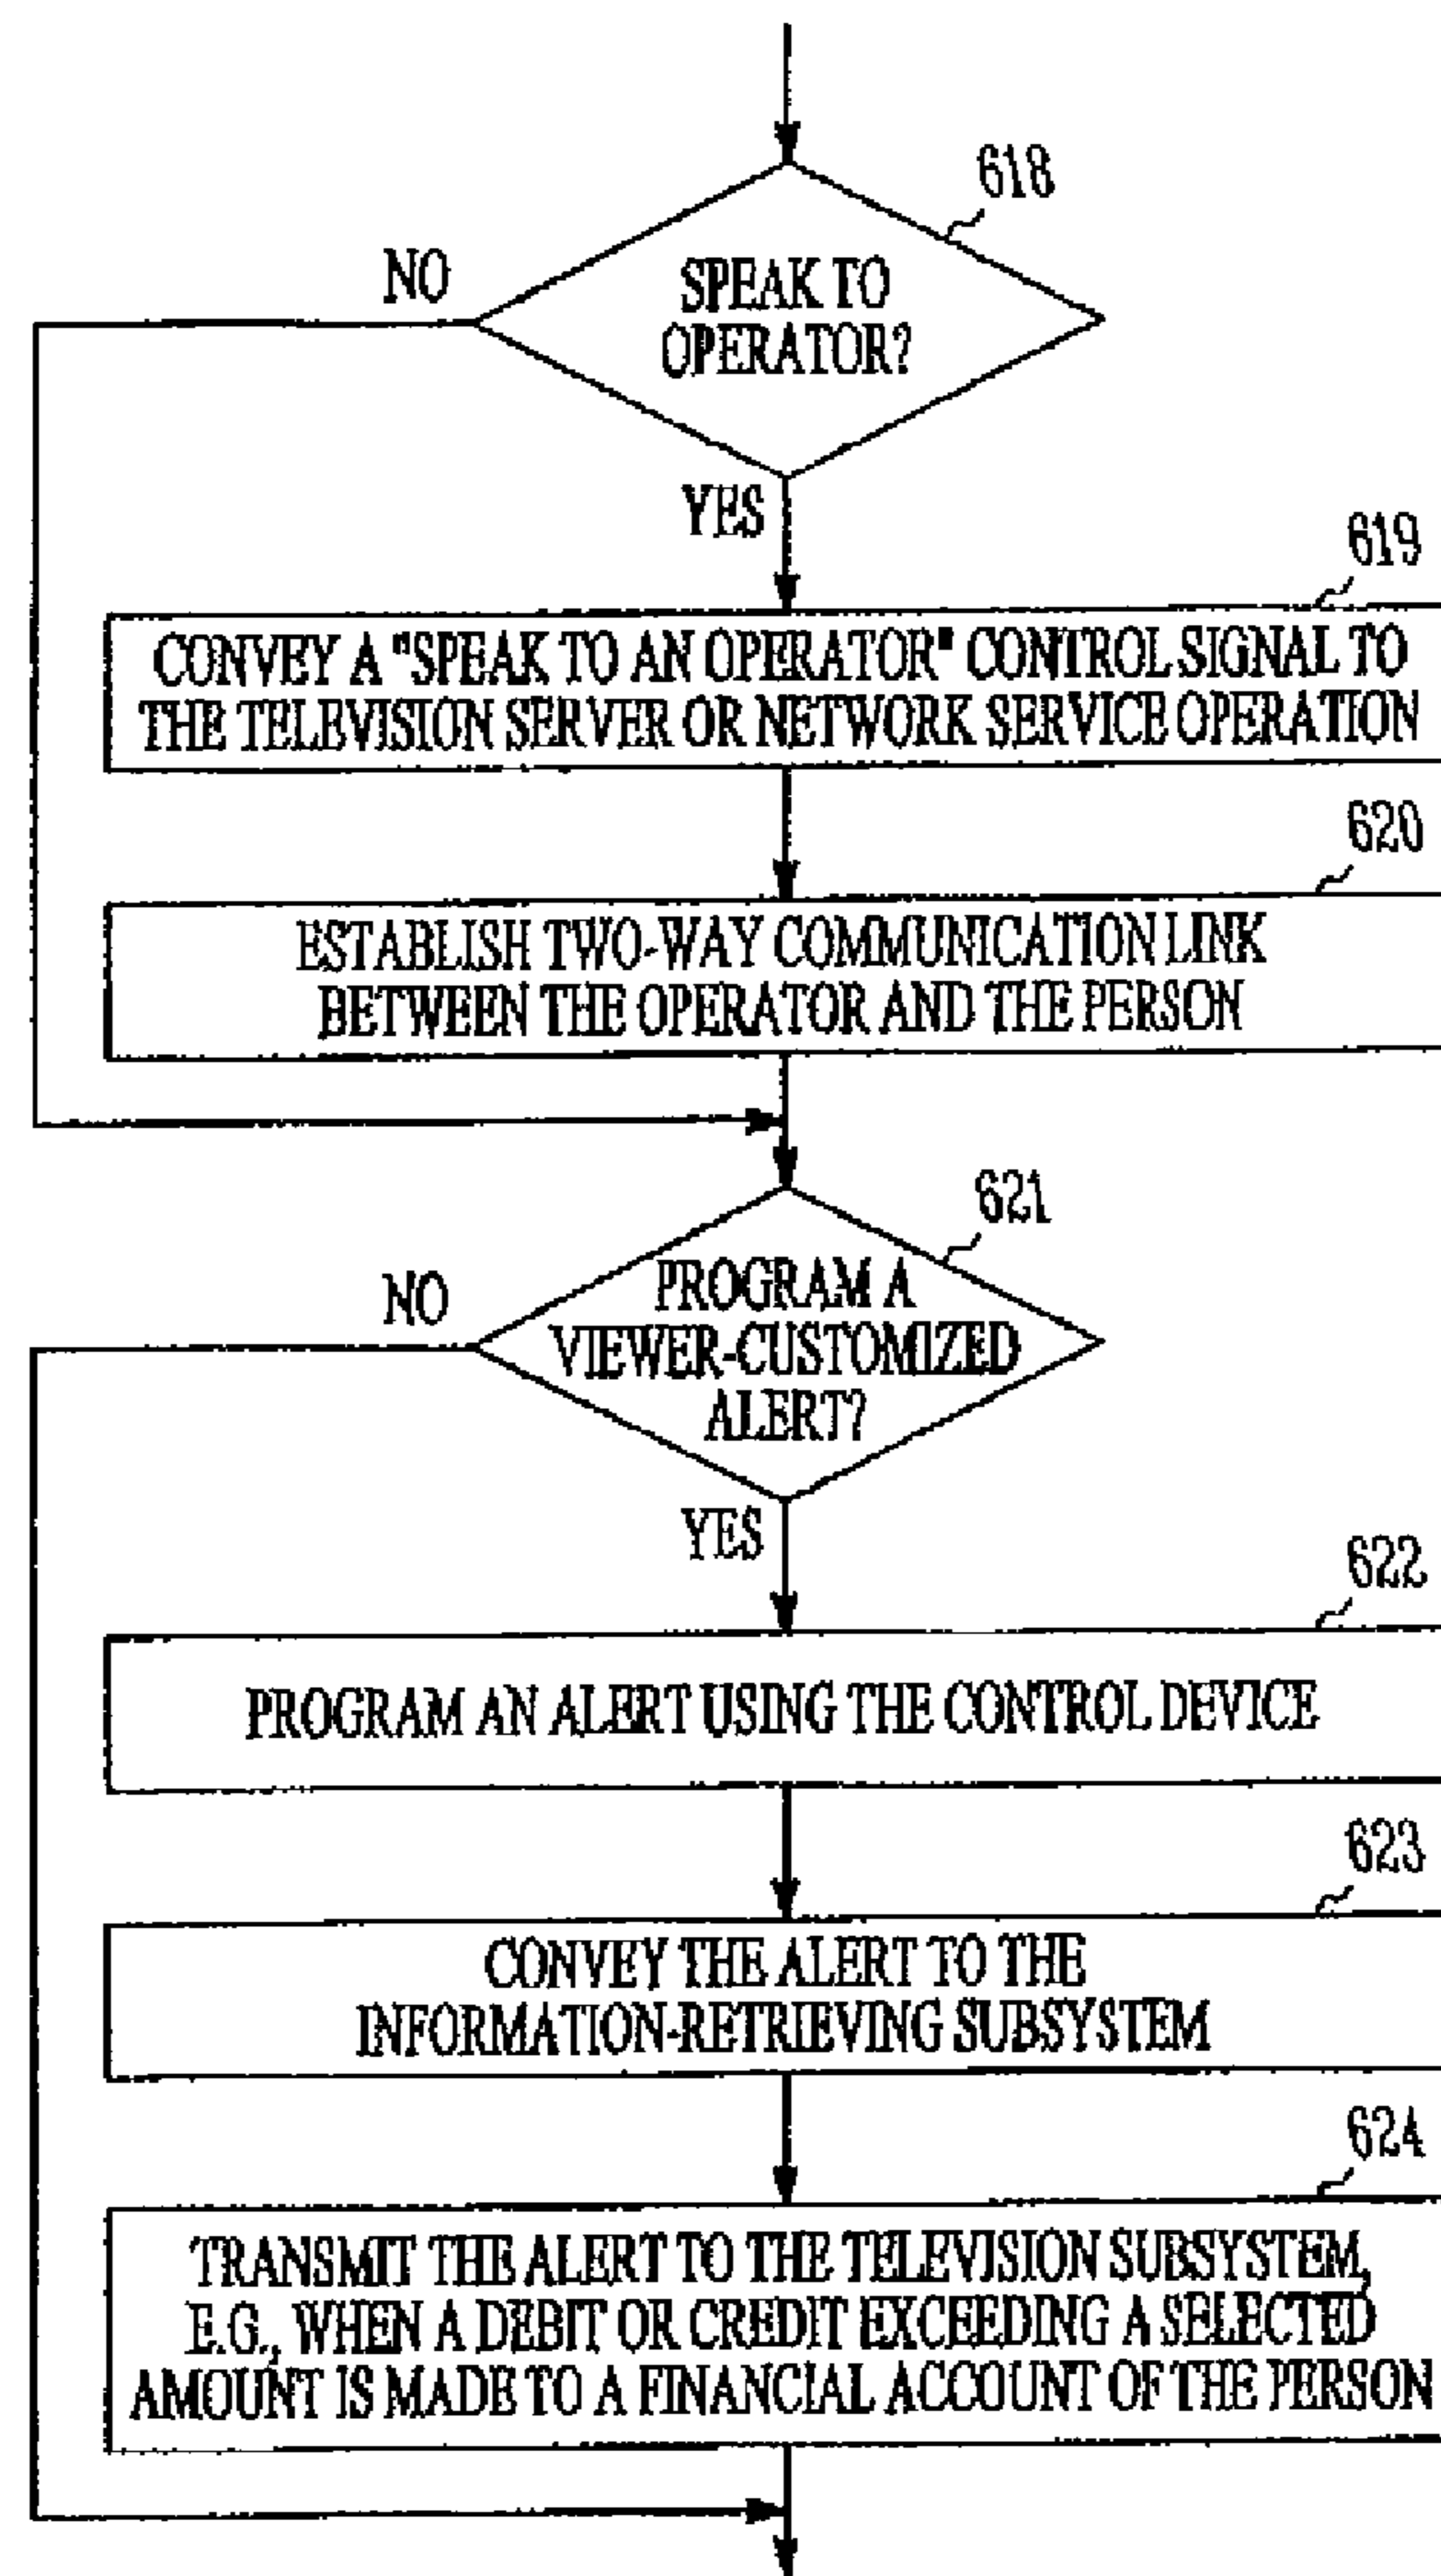 618
NO
SPEAK TO
OPERATOR?
YES
619
CONVEY A "SPEAK TO AN OPERATOR" CONTROL SIGNAL TO
THE TELEVISION SERVER OR NETWORK SERVICE OPERATION
620
ESTABLISH TWO-WAY COMMUNICATION LINK
BETWEEN THE OPERATOR AND THE PERSON
621
NO
PROGRAM A
VIEWER-CUSTOMIZED
ALERT?
YES
622
PROGRAM AN ALERT USING THE CONTROL DEVICE
623
CONVEY THE ALERT TO THE
INFORMATION-RETRIEVING SUBSYSTEM
624
TRANSMIT THE ALERT TO THE TELEVISION SUBSYSTEM,
E.G., WHEN A DEBIT OR CREDIT EXCEEDING A SELECTED
AMOUNT IS MADE TO A FINANCIAL ACCOUNT OF THE PERSON